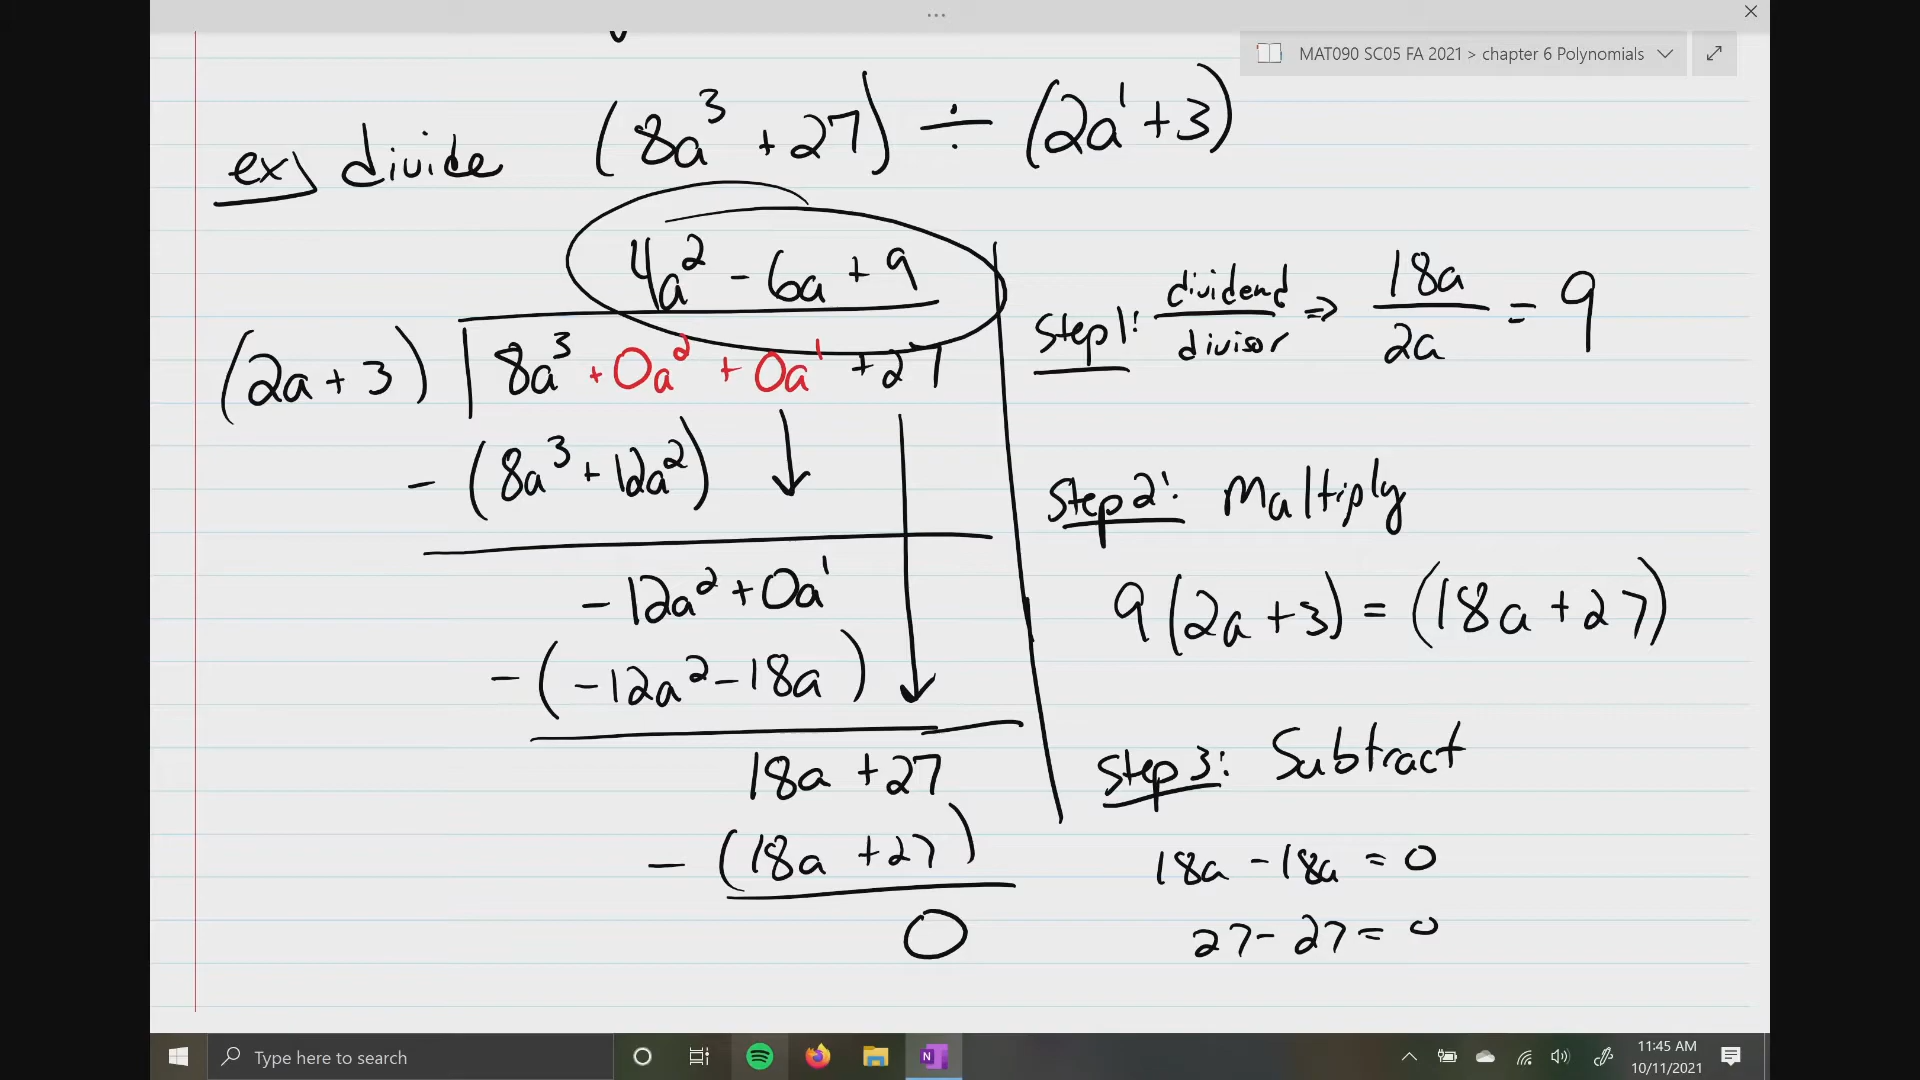 MAT090 SC05 FA 2021 > chapter 6 Polynomials
ex) divide (8a³ + 27) ÷ (2a¹ + 3)
4a² - 6a + 9
(2a + 3) 8a³ + 0a² + 0a¹ + 27
- (8a³ + 12a²)
- 12a² + 0a¹
- (-12a² - 18a)
18a + 27
- (18a + 27)
0
Step 1: dividend / divisor ⇒ 18a / 2a = 9
Step 2: Multiply
9(2a + 3) = (18a + 27)
Step 3: Subtract
18a - 18a = 0
27 - 27 = 0
Type here to search
11:45 AM
10/11/2021